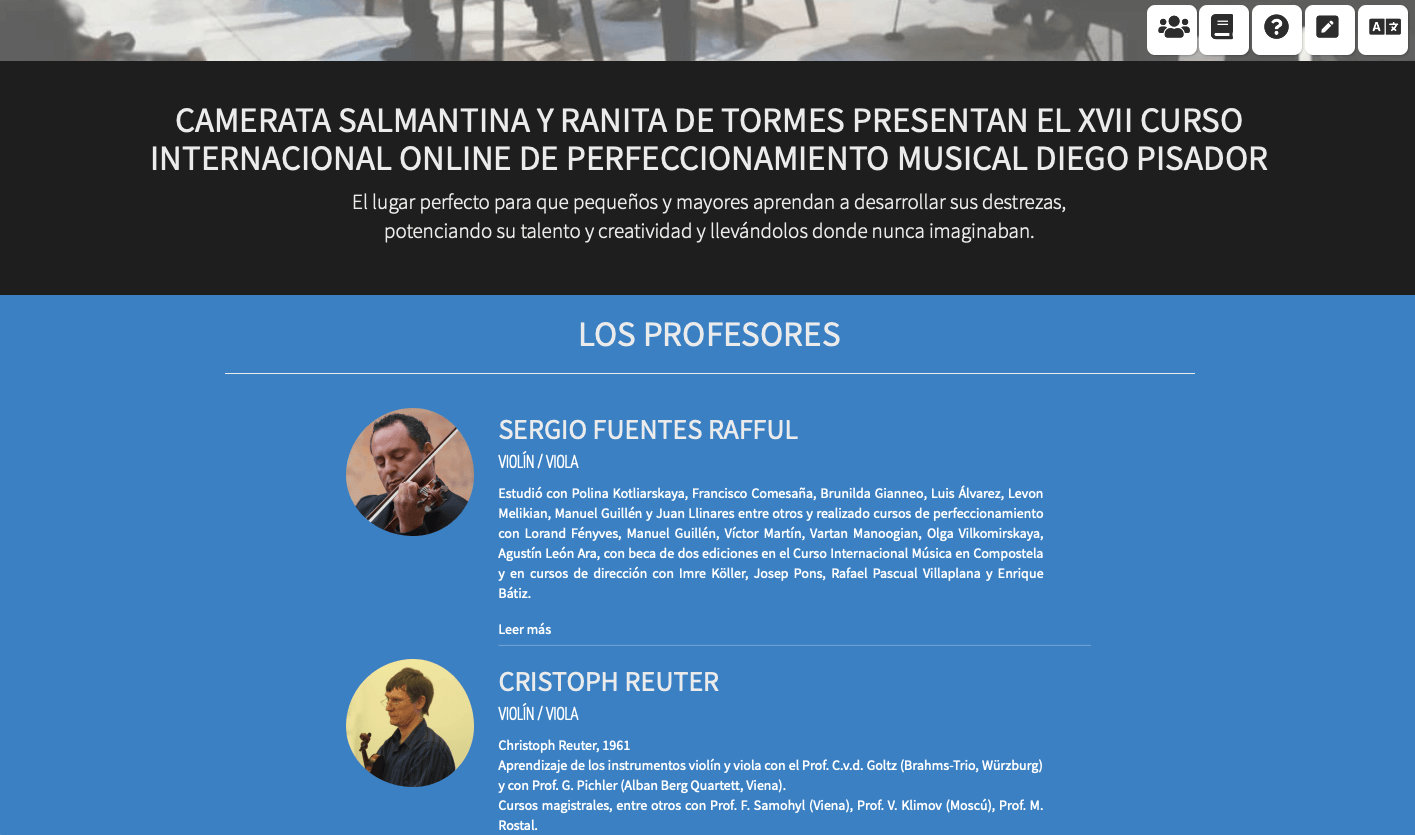 CAMERATA SALMANTINA Y RANITA DE TORMES PRESENTAN EL XVII CURSO
INTERNACIONAL ONLINE DE PERFECCIONAMIENTO MUSICAL DIEGO PISADOR
El lugar perfecto para que pequeños y mayores aprendan a desarrollar sus destrezas,
potenciando su talento y creatividad y llevándolos donde nunca imaginaban.
LOS PROFESORES
SERGIO FUENTES RAFFUL
VIOLÍN / VIOLA
Estudió con Polina Kotliarskaya, Francisco Comesaña, Brunilda Gianneo, Luis Álvarez, Levon
Melikian, Manuel Guillén y Juan Llinares entre otros y realizado cursos de perfeccionamiento
con Lorand Fényves, Manuel Guillén, Víctor Martín, Vartan Manoogian, Olga Vilkomirskaya,
Agustín León Ara, con beca de dos ediciones en el Curso Internacional Música en Compostela
y en cursos de dirección con Imre Köller, Josep Pons, Rafael Pascual Villaplana y Enrique
Bátiz.
Leer más
CRISTOPH REUTER
VIOLÍN / VIOLA
Christoph Reuter, 1961
Aprendizaje de los instrumentos violín y viola con el Prof. C.v.d. Goltz (Brahms-Trio, Würzburg)
y con Prof. G. Pichler (Alban Berg Quartett, Viena).
Cursos magistrales, entre otros con Prof. F. Samohyl (Viena), Prof. V. Klimov (Moscú), Prof. M.
Rostal.